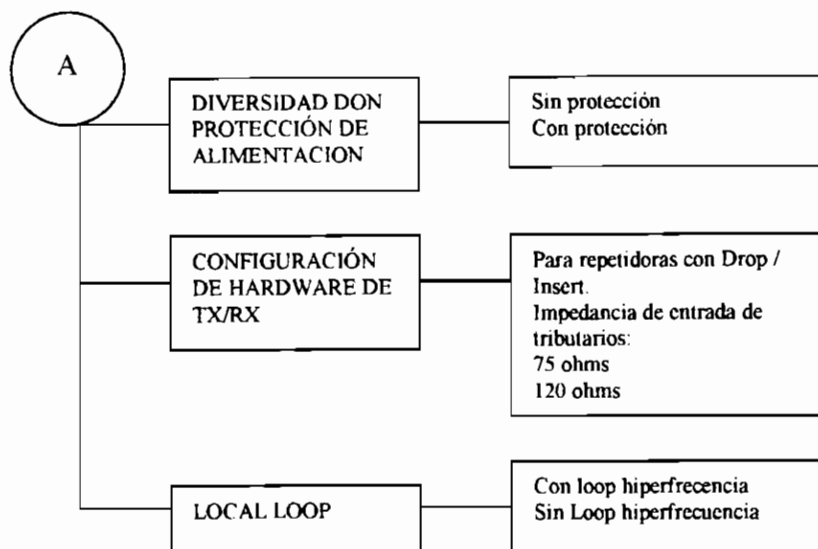 A
DIVERSIDAD DON
PROTECCIÓN DE
ALIMENTACION
Sin protección
Con protección
CONFIGURACIÓN
DE HARDWARE DE
TX/RX
Para repetidoras con Drop /
Insert.
Impedancia de entrada de
tributarios:
75 ohms
120 ohms
LOCAL LOOP
Con loop hiperfrecencia
Sin Loop hiperfrecuencia